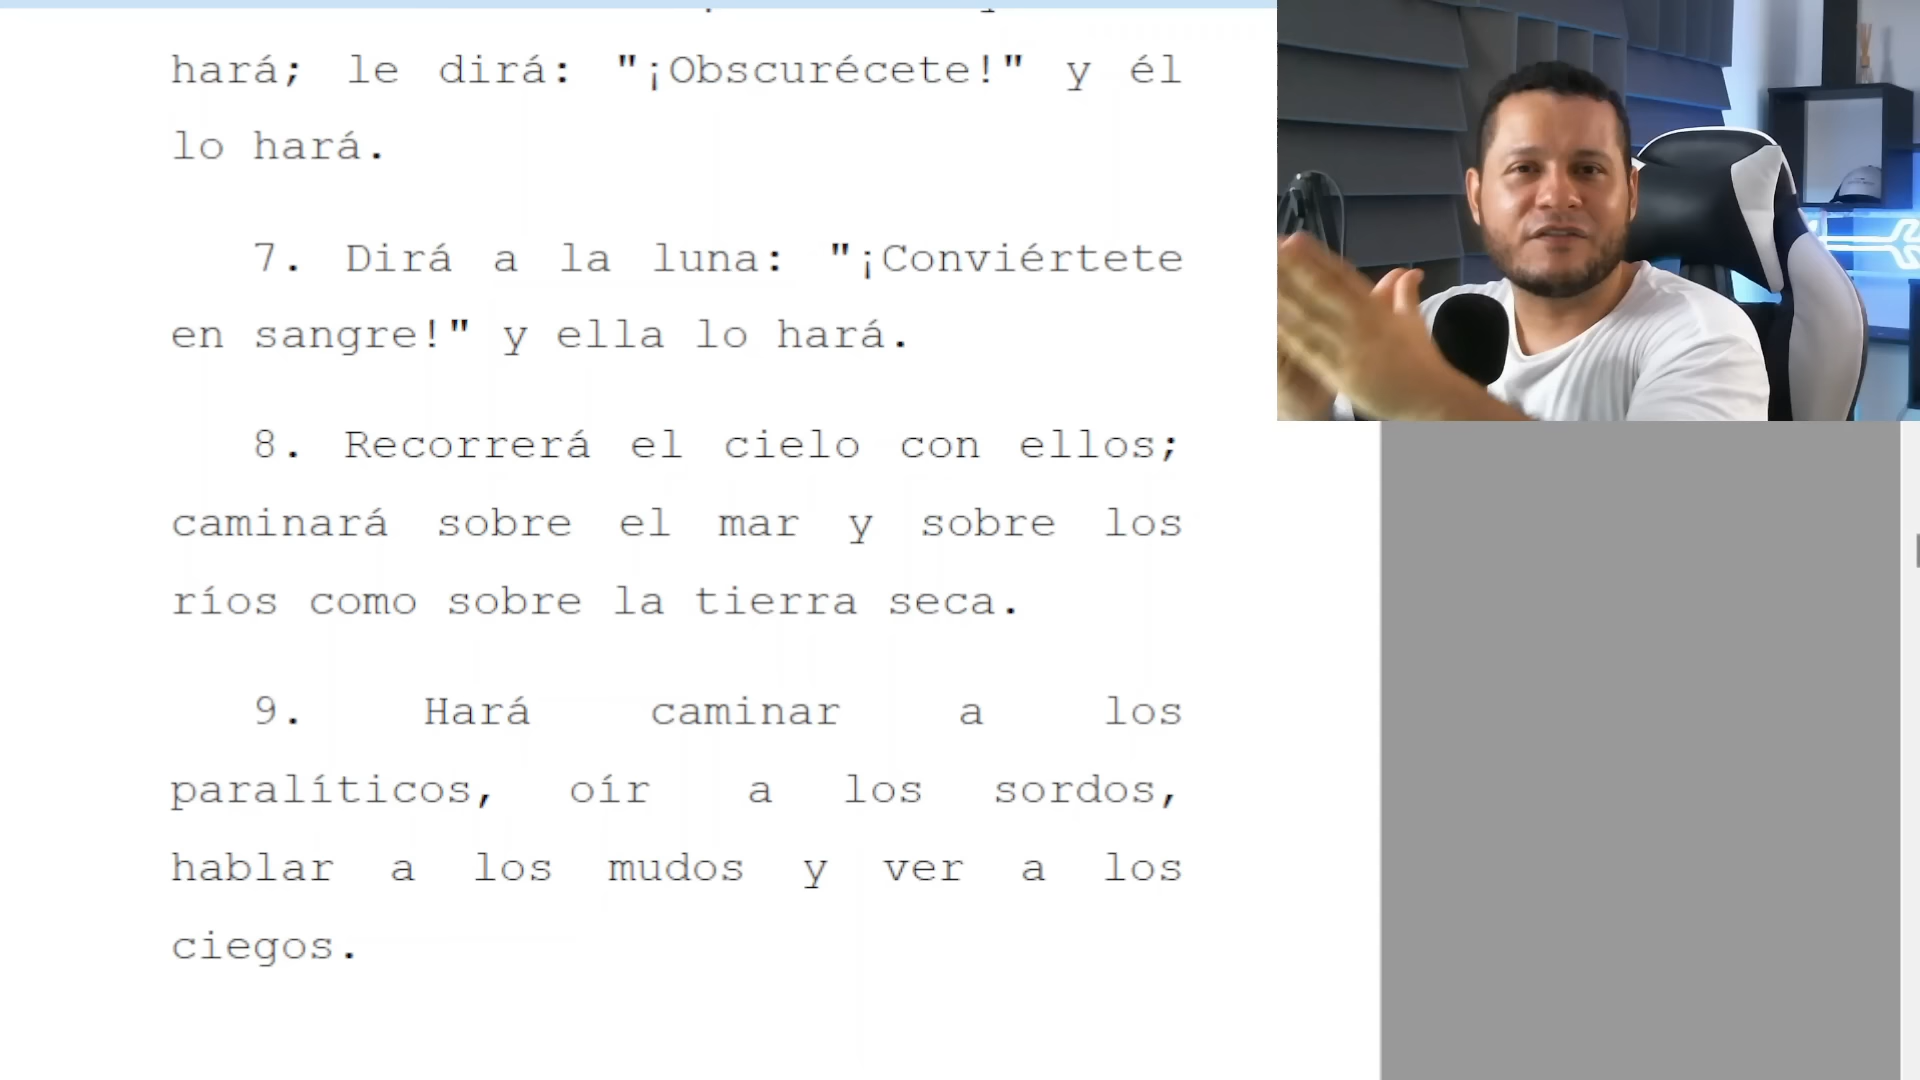 hará; le dirá: "¡Obscurécete!" y él
lo hará.
7. Dirá a la luna: "¡Conviértete
en sangre!" y ella lo hará.
8. Recorrerá el cielo con ellos;
caminará sobre el mar y sobre los
ríos como sobre la tierra seca.
9. Hará caminar a los
paralíticos, oír a los sordos,
hablar a los mudos y ver a los
ciegos.